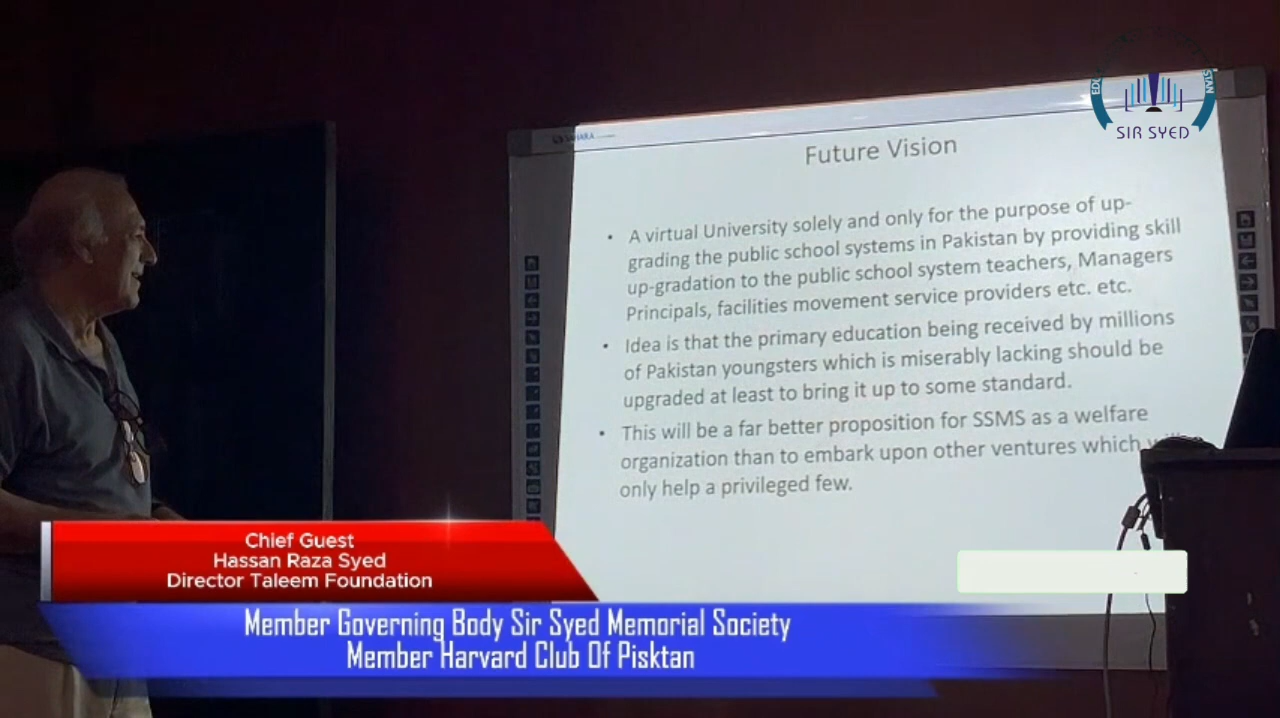 SIR SYED
Future Vision
• A virtual University solely and only for the purpose of up-
grading the public school systems in Pakistan by providing skill
up-gradation to the public school system teachers, Managers
Principals, facilities movement service providers etc. etc.
• Idea is that the primary education being received by millions
of Pakistan youngsters which is miserably lacking should be
upgraded at least to bring it up to some standard.
• This will be a far better proposition for SSMS as a welfare
organization than to embark upon other ventures which
only help a privileged few.
Chief Guest
Hassan Raza Syed
Director Taleem Foundation
Member Governing Body Sir Syed Memorial Society
Member Harvard Club Of Pisktan